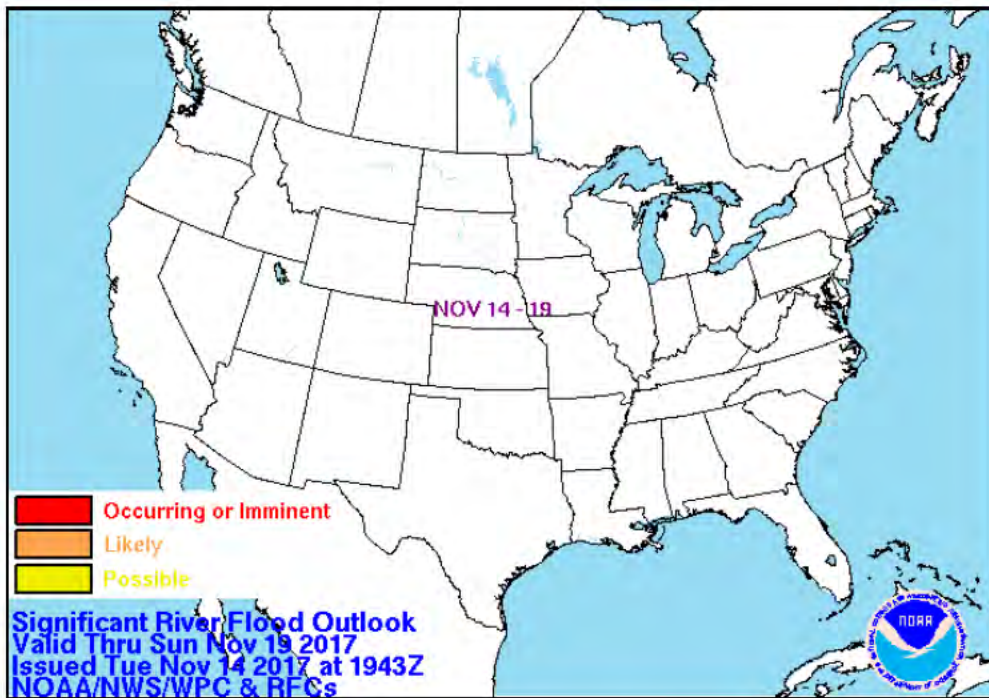 NOV 14 - 19
Occurring or Imminent
Likely
Possible
Significant River Flood Outlook
Valid Thru Sun Nov 19 2017
Issued Tue Nov 14 2017 at 1943Z
NOAA/NWS/WPC & RFCs
NOAA